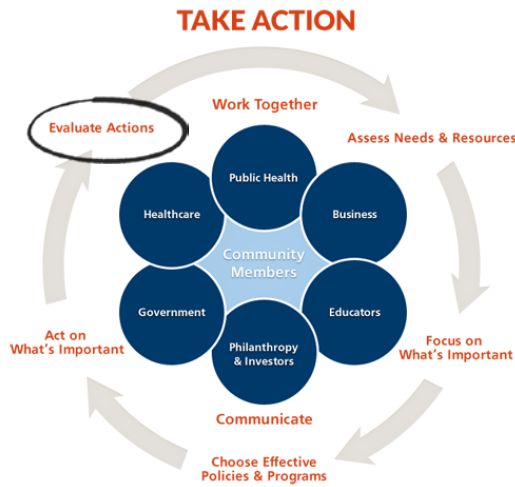 TAKE ACTION
Work Together
Evaluate Actions
Assess Needs & Resources
Public Health
Healthcare
Business
Community
Members
Government
Educators
Philanthropy
& Investors
Act on
What's Important
Focus on
What's Important
Communicate
Choose Effective
Policies & Programs